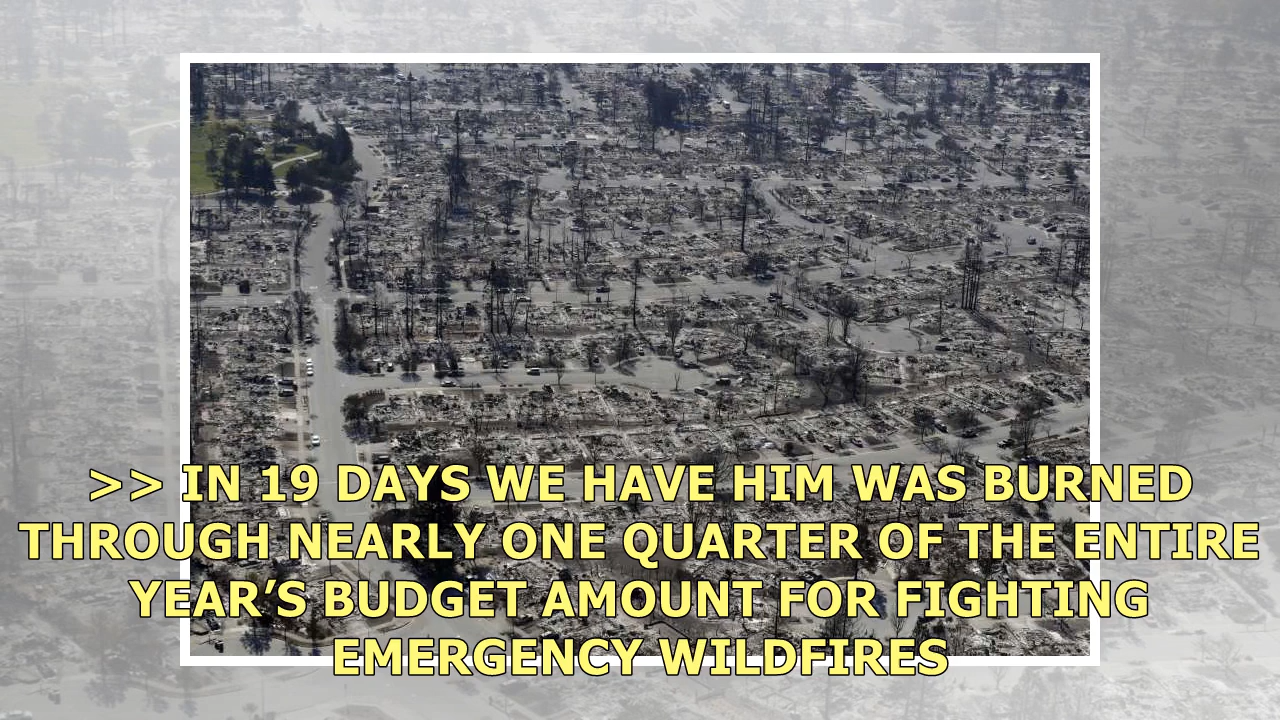 >> IN 19 DAYS WE HAVE HIM WAS BURNED
THROUGH NEARLY ONE QUARTER OF THE ENTIRE
YEAR’S BUDGET AMOUNT FOR FIGHTING
EMERGENCY WILDFIRES